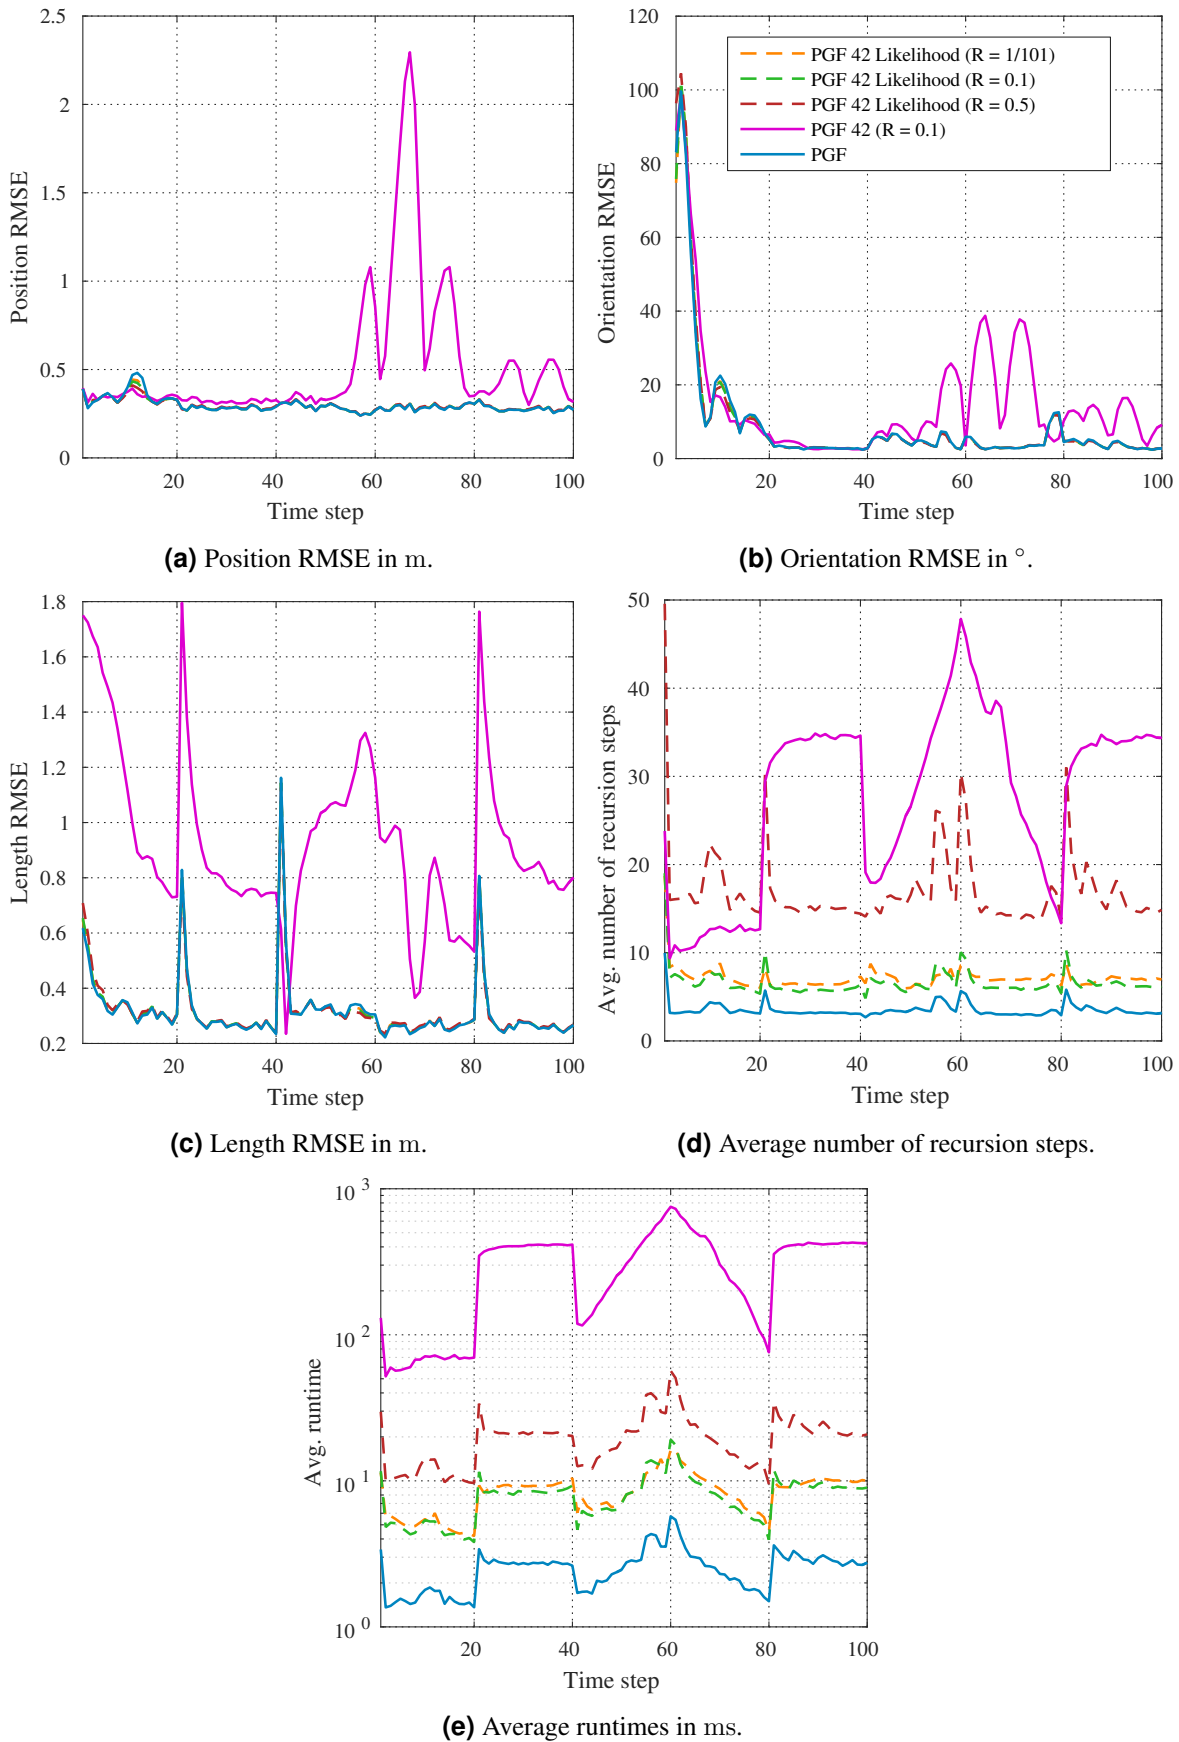 2.5
2
1.5
1
0.5
0
Position RMSE
20 40 60 80 100
Time step
(a) Position RMSE in m.
120
100
80
60
40
20
0
Orientation RMSE
PGF 42 Likelihood (R = 1/101)
PGF 42 Likelihood (R = 0.1)
PGF 42 Likelihood (R = 0.5)
PGF 42 (R = 0.1)
PGF
20 40 60 80 100
Time step
(b) Orientation RMSE in °.
1.8
1.6
1.4
1.2
1
0.8
0.6
0.4
0.2
Length RMSE
20 40 60 80 100
Time step
(c) Length RMSE in m.
50
40
30
20
10
0
Avg. number of recursion steps
20 40 60 80 100
Time step
(d) Average number of recursion steps.
10 3
10 2
10 1
10 0
Avg. runtime
20 40 60 80 100
Time step
(e) Average runtimes in ms.